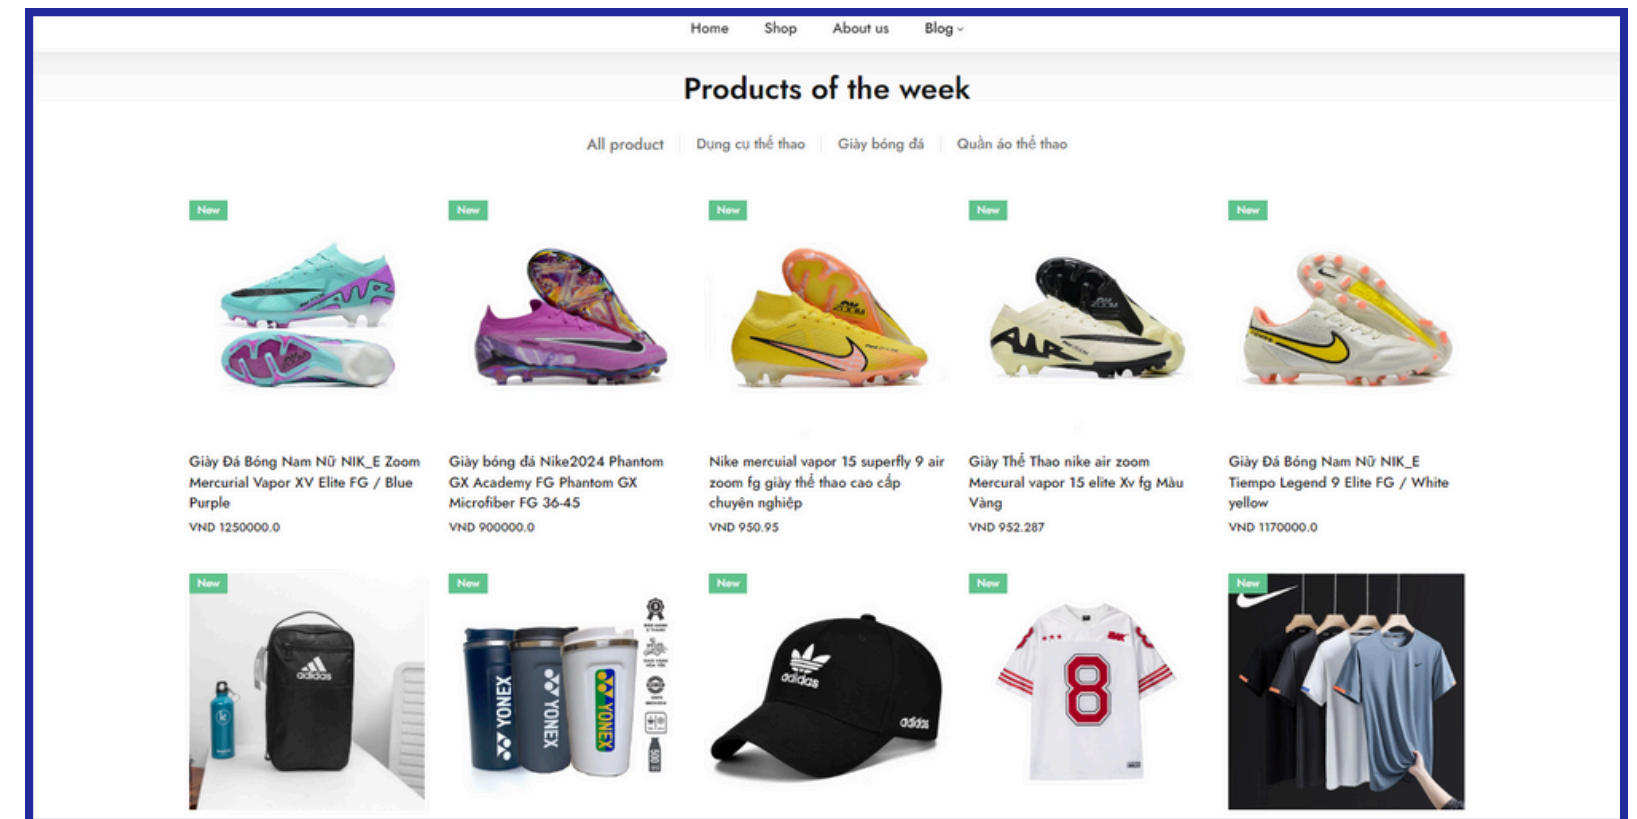 Home Shop About us Blog
Products of the week
All product Dụng cụ thể thao Giày bóng đá Quần áo thể thao
New New New New New
Giày Đá Bóng Nam Nữ NIK_E Zoom
Mercurial Vapor XV Elite FG / Blue
Purple
VND 1250000.0
Giày bóng đá Nike2024 Phantom
GX Academy FG Phantom GX
Microfiber FG 36-45
VND 900000.0
Nike mercuial vapor 15 superfly 9 air
zoom fg giày thể thao cao cấp
chuyên nghiệp
VND 950.95
Giày Thể Thao nike air zoom
Mercural vapor 15 elite Xv fg Màu
Vàng
VND 952.287
Giày Đá Bóng Nam Nữ NIK_E
Tiempo Legend 9 Elite FG / White
yellow
VND 1170000.0
New New New New New
adidas
YONEX
YONEX
YONEX
500
adidas
adidas
8